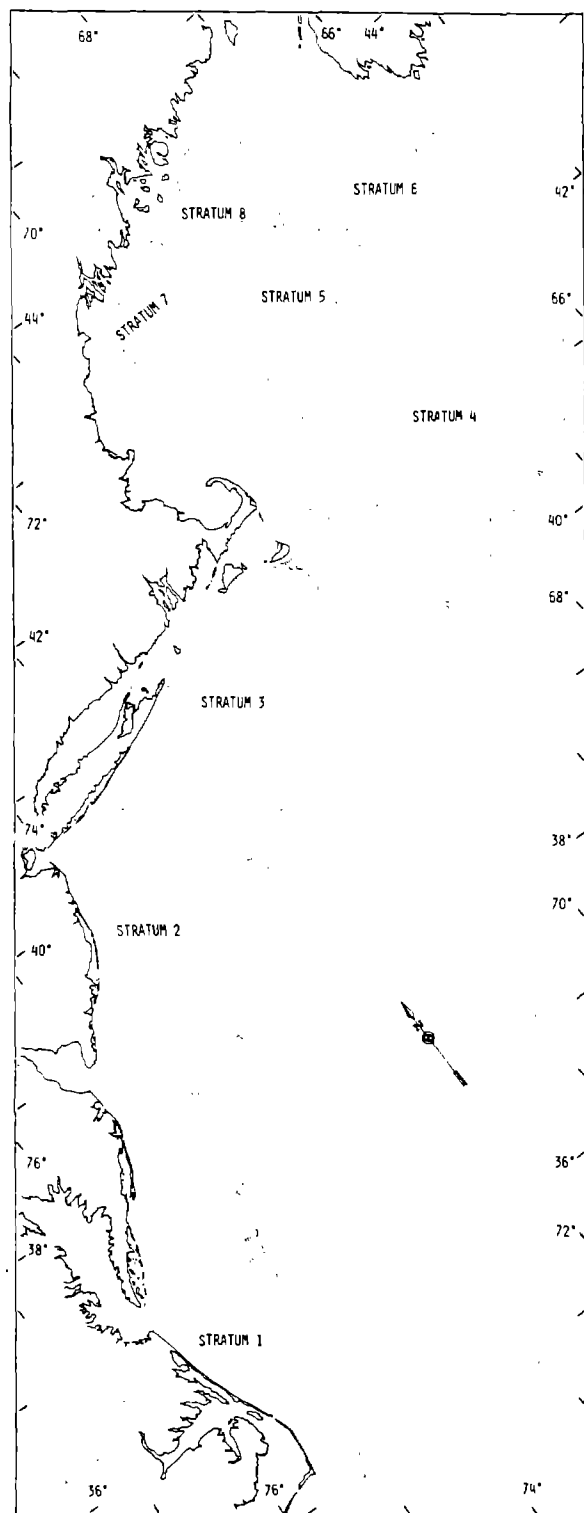 68° 66° 44°
42°
STRATUM 6
STRATUM 8
70°
STRATUM 5
66°
STRATUM 7
44°
STRATUM 4
72° 40°
68°
42°
STRATUM 3
74°
38°
70°
STRATUM 2
40°
N
76° 36°
72°
38°
STRATUM 1
36° 76° 74°